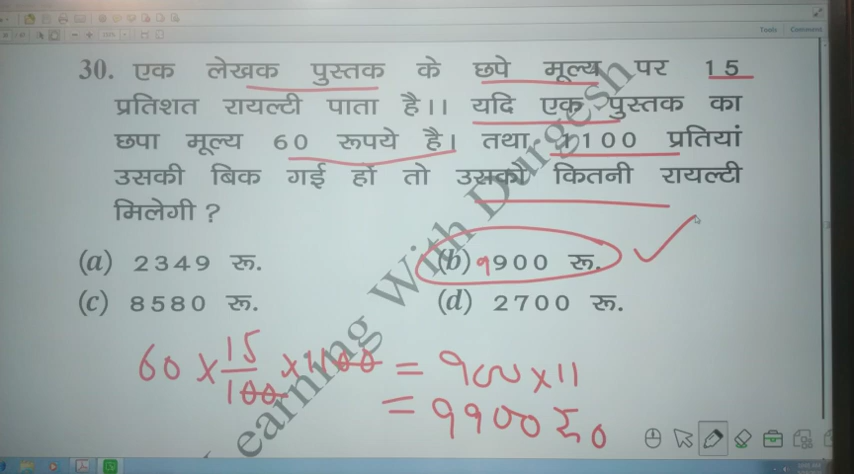 30. एक लेखक पुस्तक के छपे मूल्य पर 15
प्रतिशत रायल्टी पाता है।। यदि एक पुस्तक का
छपा मूल्य 60 रूपये है। तथा 1100 प्रतियां
उसकी बिक गई हों तो उसको कितनी रायल्टी
मिलेगी ?
(a) 2349 रू. (b) 9900 रू.
(c) 8580 रू. (d) 2700 रू.
60 × 15/100 × 1100 = 900 × 11
= 9900 रु०
earning With Durgesh
Tools Comment